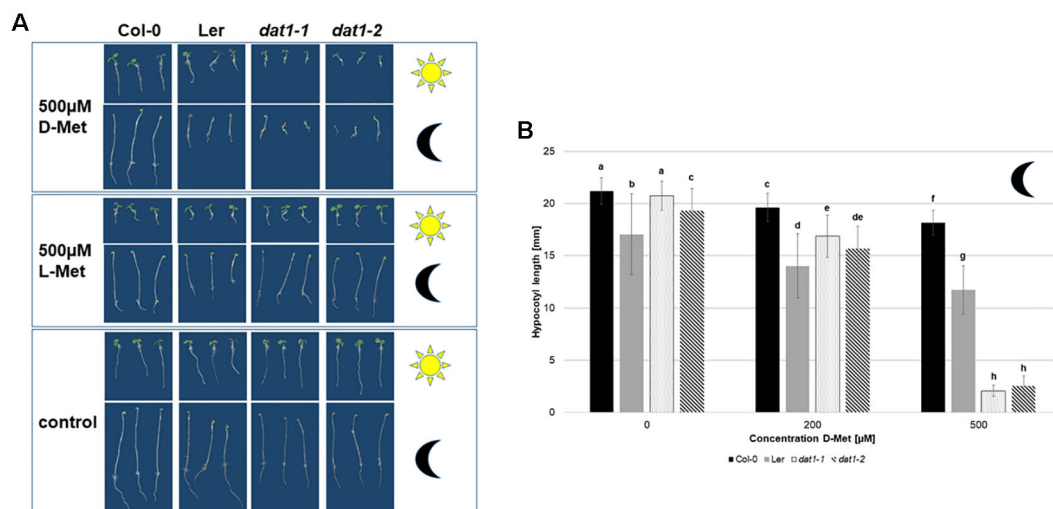 A
Col-0 Ler dat1-1 dat1-2
500µM
D-Met
500µM
L-Met
control
B
25
20
15
10
5
0
Hypocotyl length [mm]
a b a c
c d e de
f g h h
0 200 500
Concentration D-Met [µM]
Col-0 Ler dat1-1 dat1-2